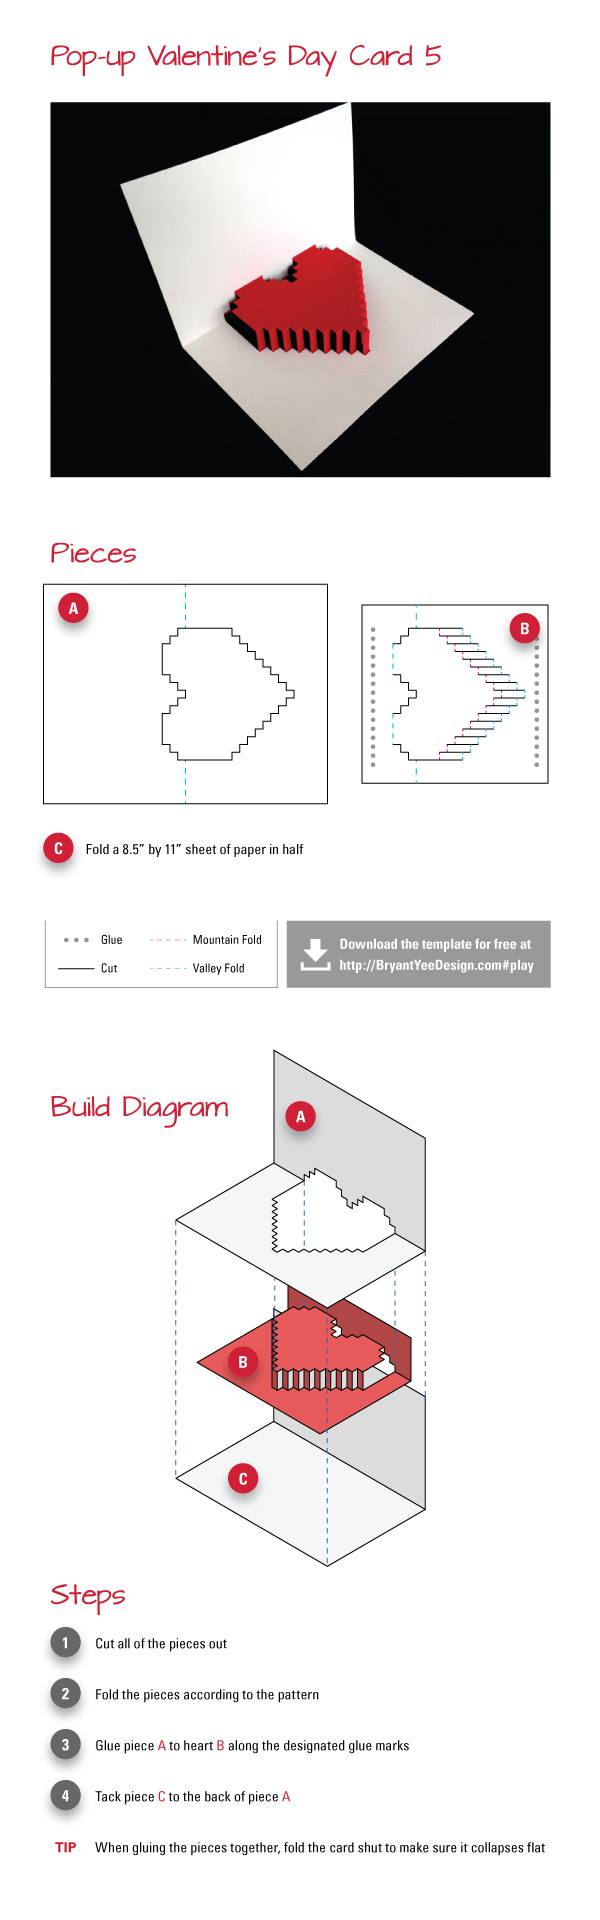 Pop-up Valentine's Day Card 5
Pieces
A
B
C
Fold a 8.5” by 11” sheet of paper in half
Glue
Mountain Fold
Cut
Valley Fold
Download the template for free at
http://BryantYeeDesign.com#play
Build Diagram
A
B
C
Steps
1 Cut all of the pieces out
2 Fold the pieces according to the pattern
3 Glue piece A to heart B along the designated glue marks
4 Tack piece C to the back of piece A
TIP When gluing the pieces together, fold the card shut to make sure it collapses flat